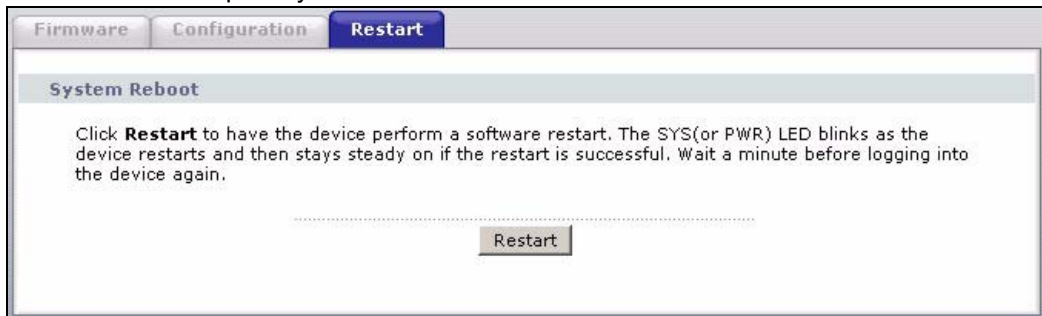 Firmware Configuration Restart
System Reboot
Click Restart to have the device perform a software restart. The SYS(or PWR) LED blinks as the
device restarts and then stays steady on if the restart is successful. Wait a minute before logging into
the device again.
Restart